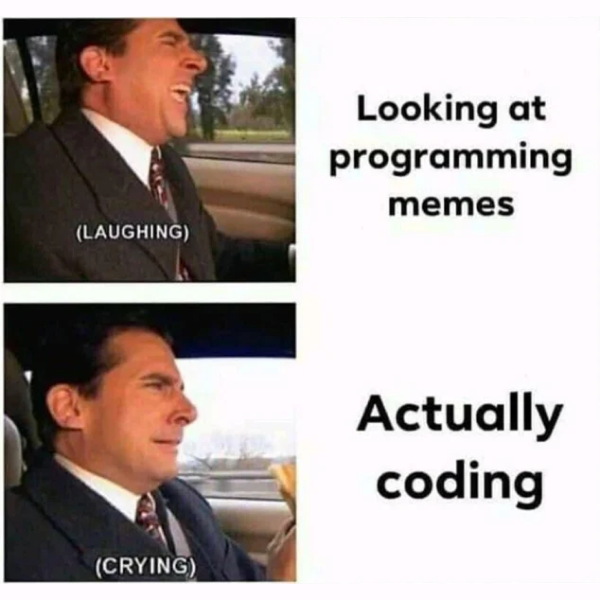 Looking at
programming
memes
(LAUGHING)
Actually
coding
(CRYING)